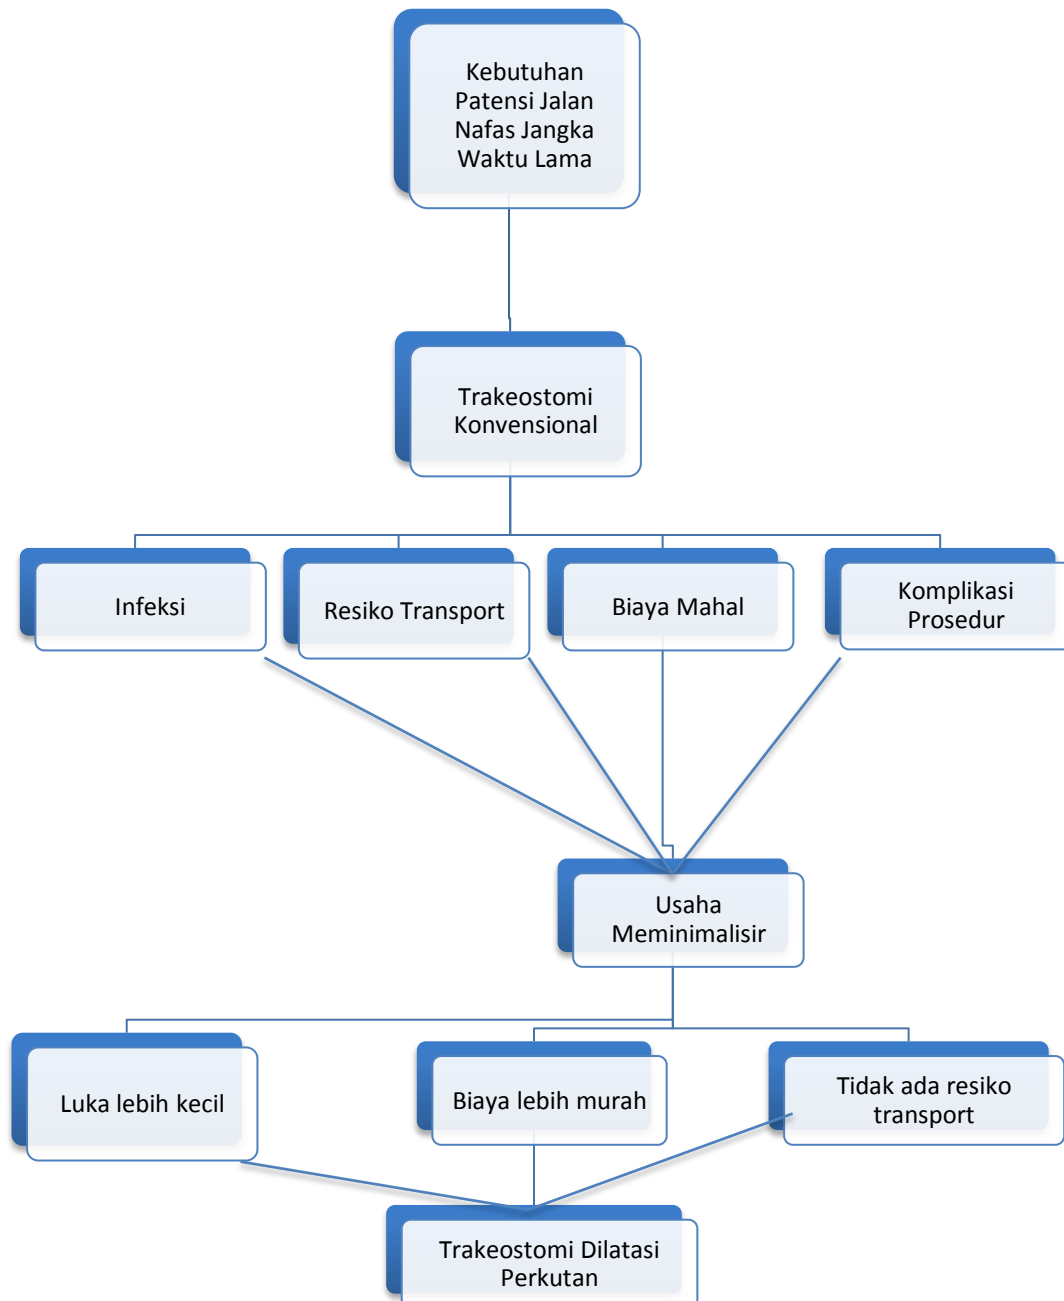 Kebutuhan
Patensi Jalan
Nafas Jangka
Waktu Lama
Trakeostomi
Konvensional
Infeksi
Resiko Transport
Biaya Mahal
Komplikasi
Prosedur
Usaha
Meminimalisir
Luka lebih kecil
Biaya lebih murah
Tidak ada resiko
transport
Trakeostomi Dilatasi
Perkutan